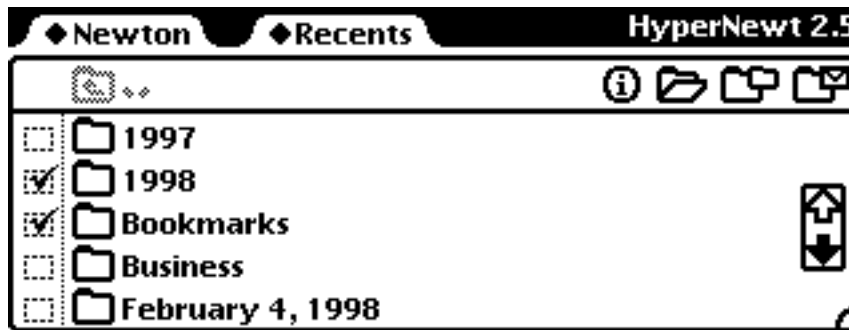 ◆Newton ◆Recents HyperNewt 2.5
..
1997
1998
Bookmarks
Business
February 4, 1998